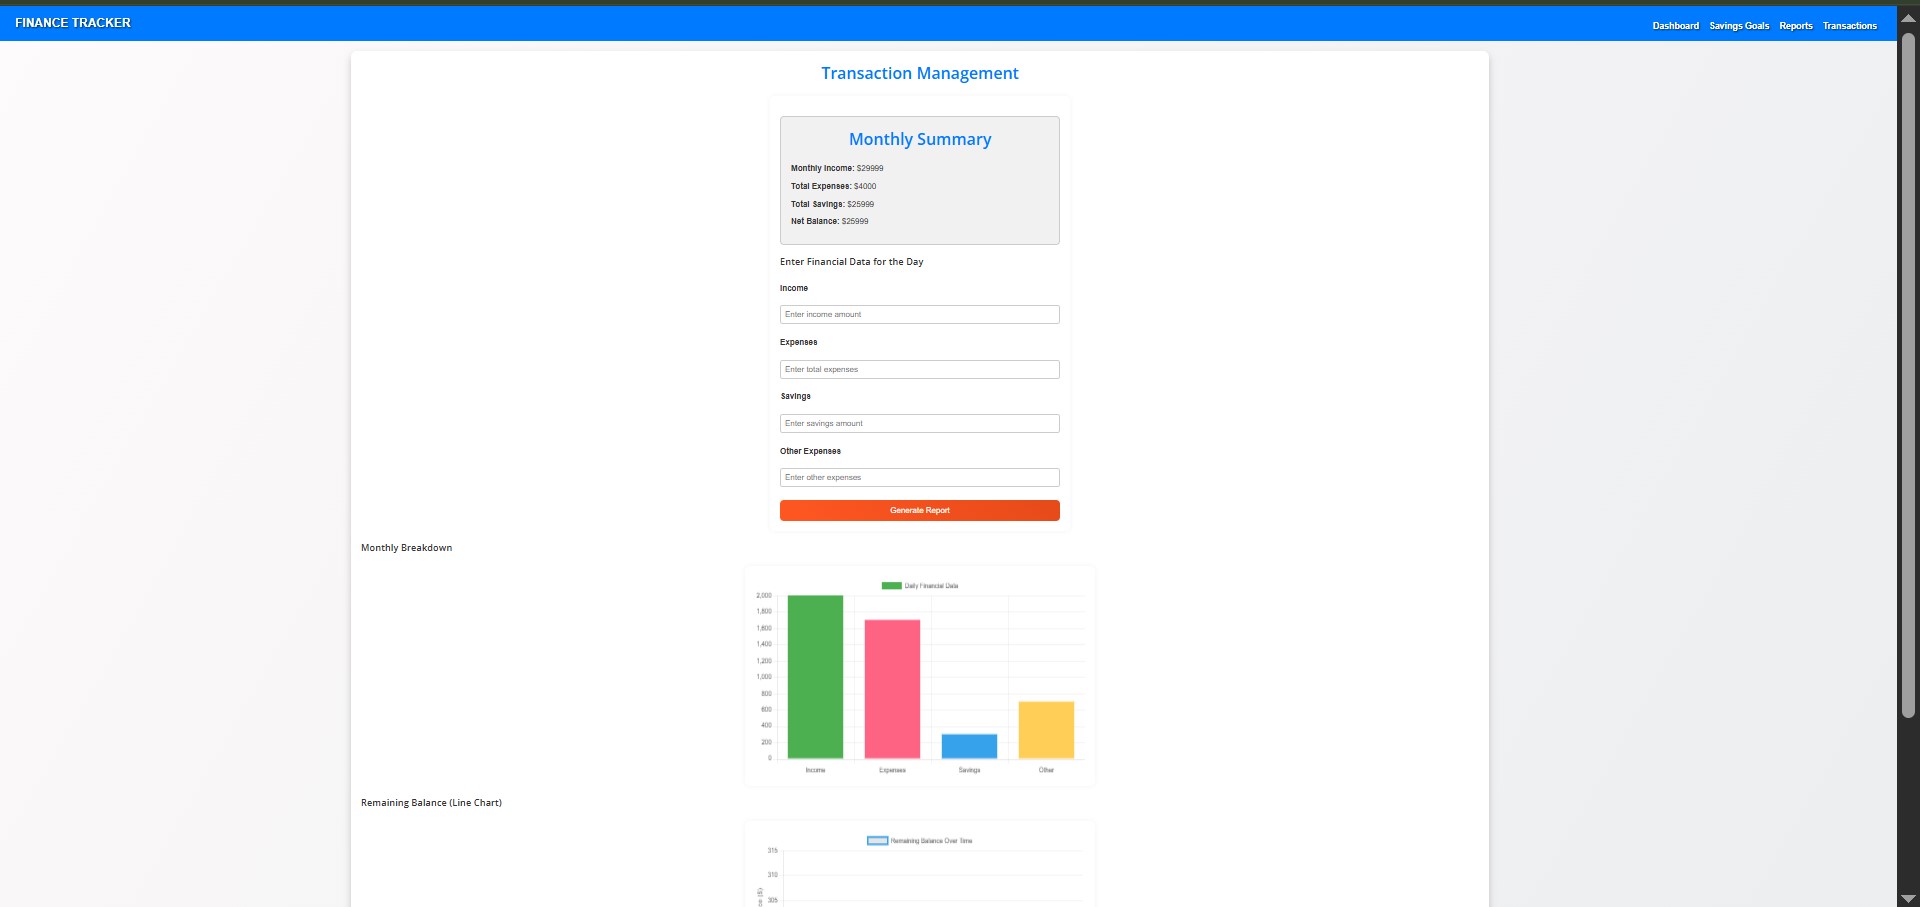 FINANCE TRACKER
Dashboard Savings Goals Reports Transactions
Transaction Management
Monthly Summary
Monthly Income: $29999
Total Expenses: $4000
Total Savings: $25999
Net Balance: $25999
Enter Financial Data for the Day
Income
Enter income amount
Expenses
Enter total expenses
Savings
Enter savings amount
Other Expenses
Enter other expenses
Generate Report
Monthly Breakdown
Daily Financial Data
2,000
1,800
1,600
1,400
1,200
1,000
800
600
400
200
0
Income Expenses Savings Other
Remaining Balance (Line Chart)
Remaining Balance Over Time
315
310
305